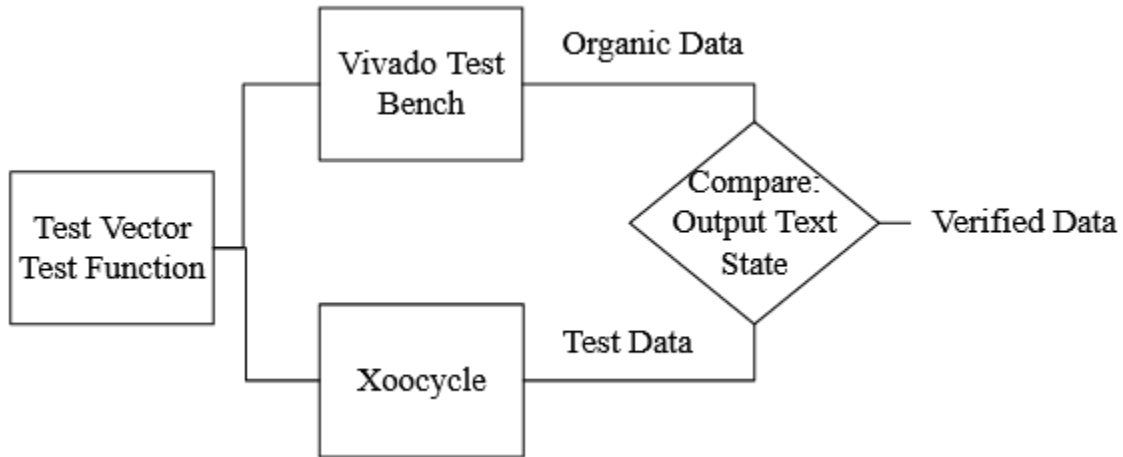 Test Vector
Test Function
Vivado Test
Bench
Xoocycle
Organic Data
Test Data
Compare:
Output Text
State
Verified Data